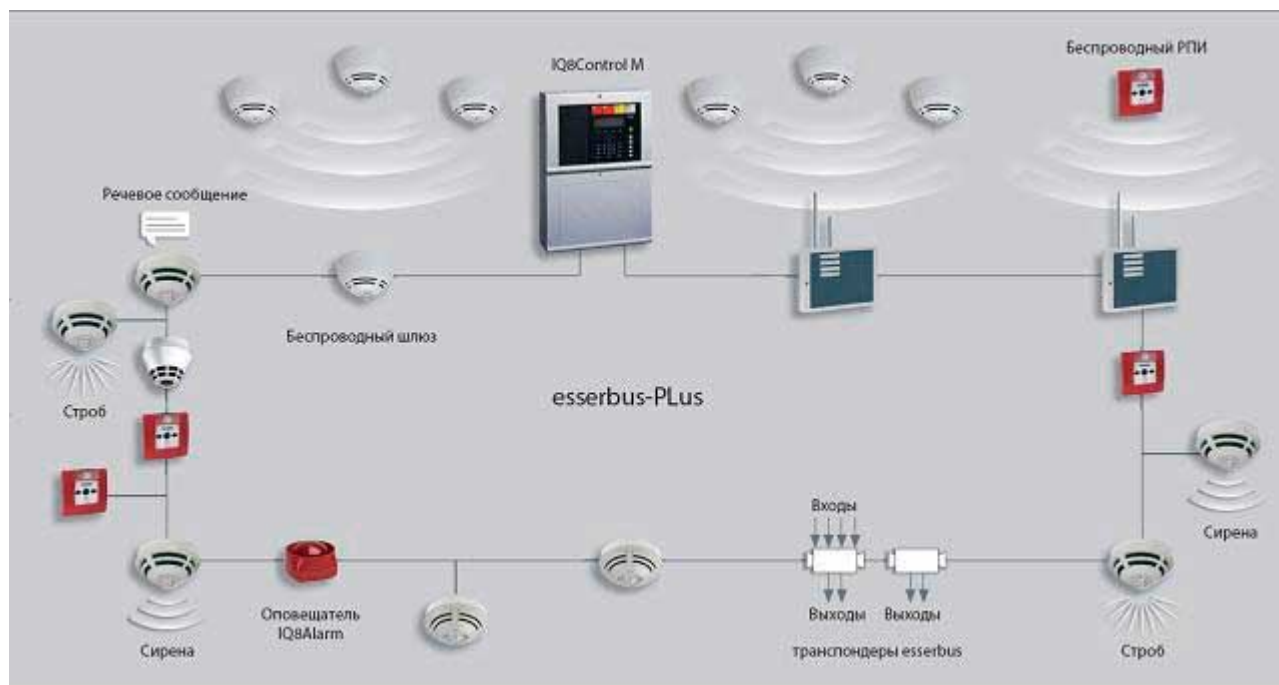 Беспроводный РПИ
IQ8Control M
Речевое сообщение
Беспроводный шлюз
esserbus-PLus
Строб
Входы
Сирена
Оповещатель
IQ8Alarm
Выходы
Выходы
Сирена
транспондеры esserbus
Строб